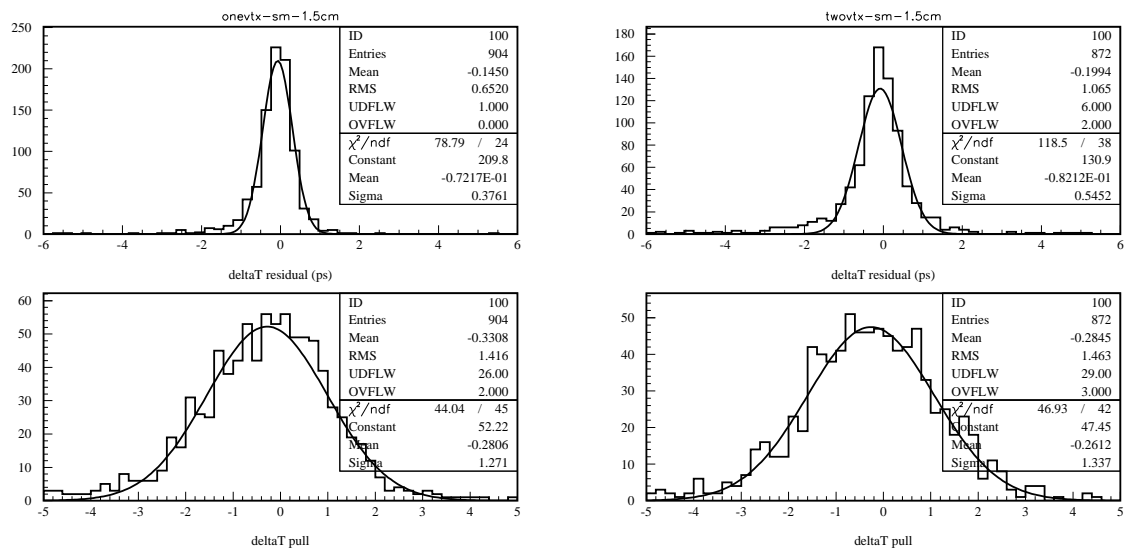 onevtx-sm-1.5cm
250
200
150
100
50
0
-6 -4 -2 0 2 4 6
deltaT residual (ps)
ID 100
Entries 904
Mean -0.1450
RMS 0.6520
UDFLW 1.000
OVFLW 0.000
χ²/ndf 78.79 / 24
Constant 209.8
Mean -0.7217E-01
Sigma 0.3761
twovtx-sm-1.5cm
180
160
140
120
100
80
60
40
20
0
-6 -4 -2 0 2 4 6
deltaT residual (ps)
ID 100
Entries 872
Mean -0.1994
RMS 1.065
UDFLW 6.000
OVFLW 2.000
χ²/ndf 118.5 / 38
Constant 130.9
Mean -0.8212E-01
Sigma 0.5452
60
50
40
30
20
10
0
-5 -4 -3 -2 -1 0 1 2 3 4 5
deltaT pull
ID 100
Entries 904
Mean -0.3308
RMS 1.416
UDFLW 26.00
OVFLW 2.000
χ²/ndf 44.04 / 45
Constant 52.22
Mean -0.2806
Sigma 1.271
50
40
30
20
10
0
-5 -4 -3 -2 -1 0 1 2 3 4 5
deltaT pull
ID 100
Entries 872
Mean -0.2845
RMS 1.463
UDFLW 29.00
OVFLW 3.000
χ²/ndf 46.93 / 42
Constant 47.45
Mean -0.2612
Sigma 1.337